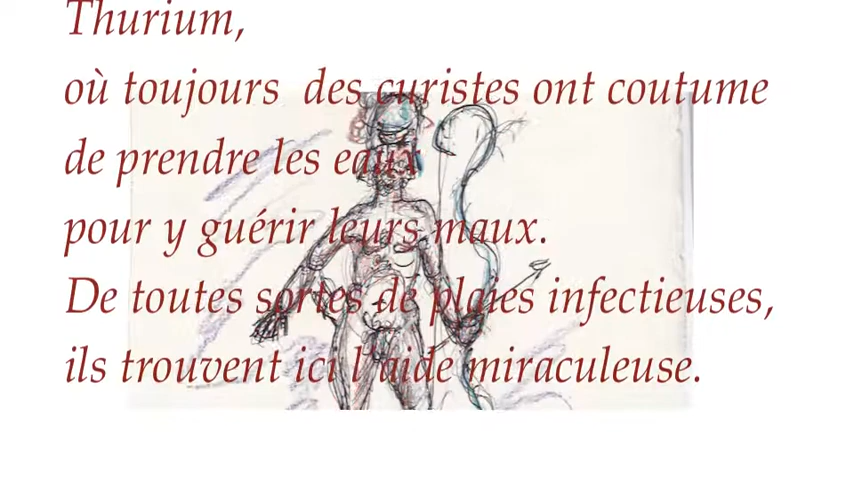 Thurium,
où toujours des curistes ont coutume
de prendre les eaux
pour y guérir leurs maux.
De toutes sortes de plaies infectieuses,
ils trouvent ici l'aide miraculeuse.